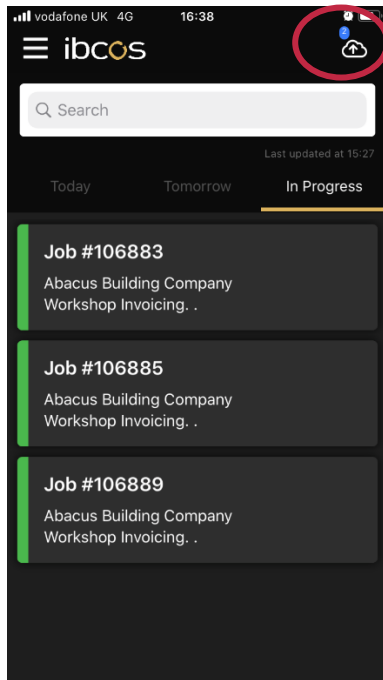 vodafone UK 4G 16:38
ibcos
2
Search
Last updated at 15:27
Today Tomorrow In Progress
Job #106883
Abacus Building Company
Workshop Invoicing. .
Job #106885
Abacus Building Company
Workshop Invoicing. .
Job #106889
Abacus Building Company
Workshop Invoicing. .